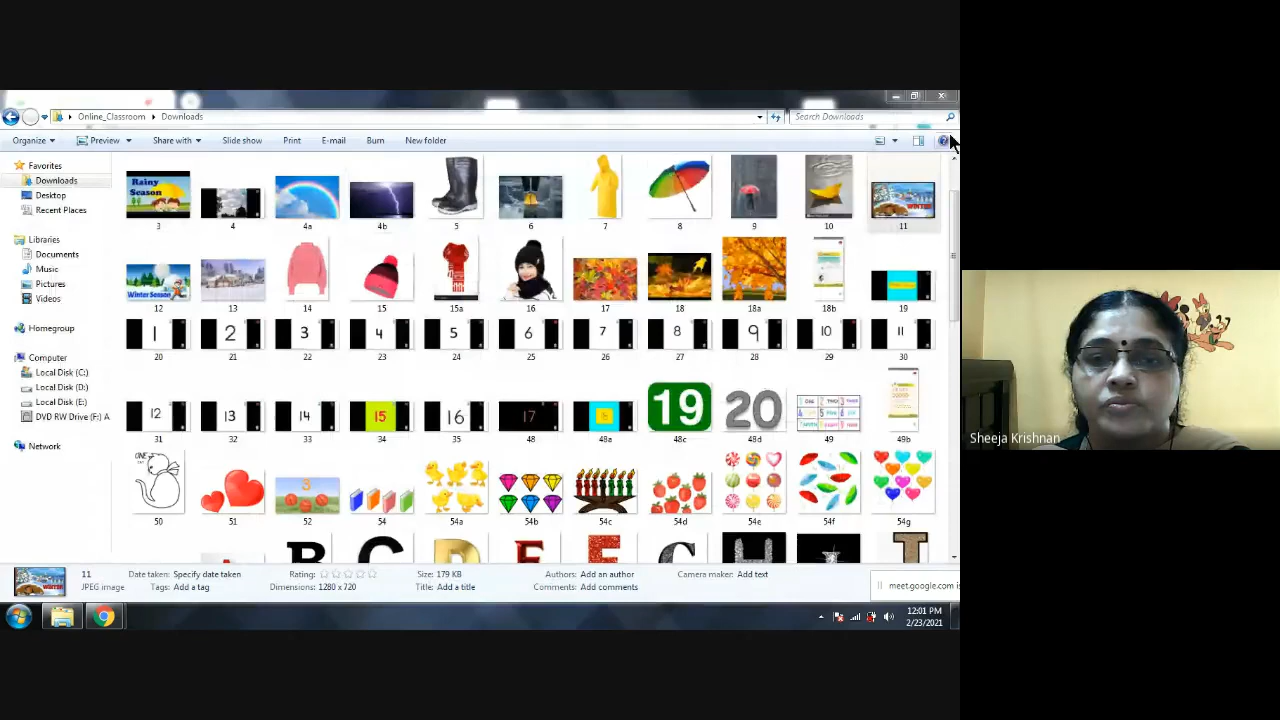 Online_Classroom ▸ Downloads
Search Downloads
Organize Preview Share with Slide show Print E-mail Burn New folder
Favorites
Downloads
Desktop
Recent Places
Libraries
Documents
Music
Pictures
Videos
Homegroup
Computer
Local Disk (C:)
Local Disk (D:)
Local Disk (E:)
DVD RW Drive (F:) A
Network
Rainy
Season
3 4 4a 4b 5 6 7 8 9 10 11
Winter Season
12 13 14 15 15a 16 17 18 18a 18b 19
1 2 3 4 5 6 7 8 9 10 11
20 21 22 23 24 25 26 27 28 29 30
12 13 14 15 16 17 19 20
31 32 33 34 35 48 48a 48c 48d 49 49b
ONE
3
50 51 52 54 54a 54b 54c 54d 54e 54f 54g
B C D E F G H I
11
JPEG image
Date taken: Specify date taken
Tags: Add a tag
Rating:
Dimensions: 1280 x 720
Size: 179 KB
Title: Add a title
Authors: Add an author
Comments: Add comments
Camera maker: Add text
meet.google.com is
12:01 PM
2/23/2021
Sheeja Krishnan